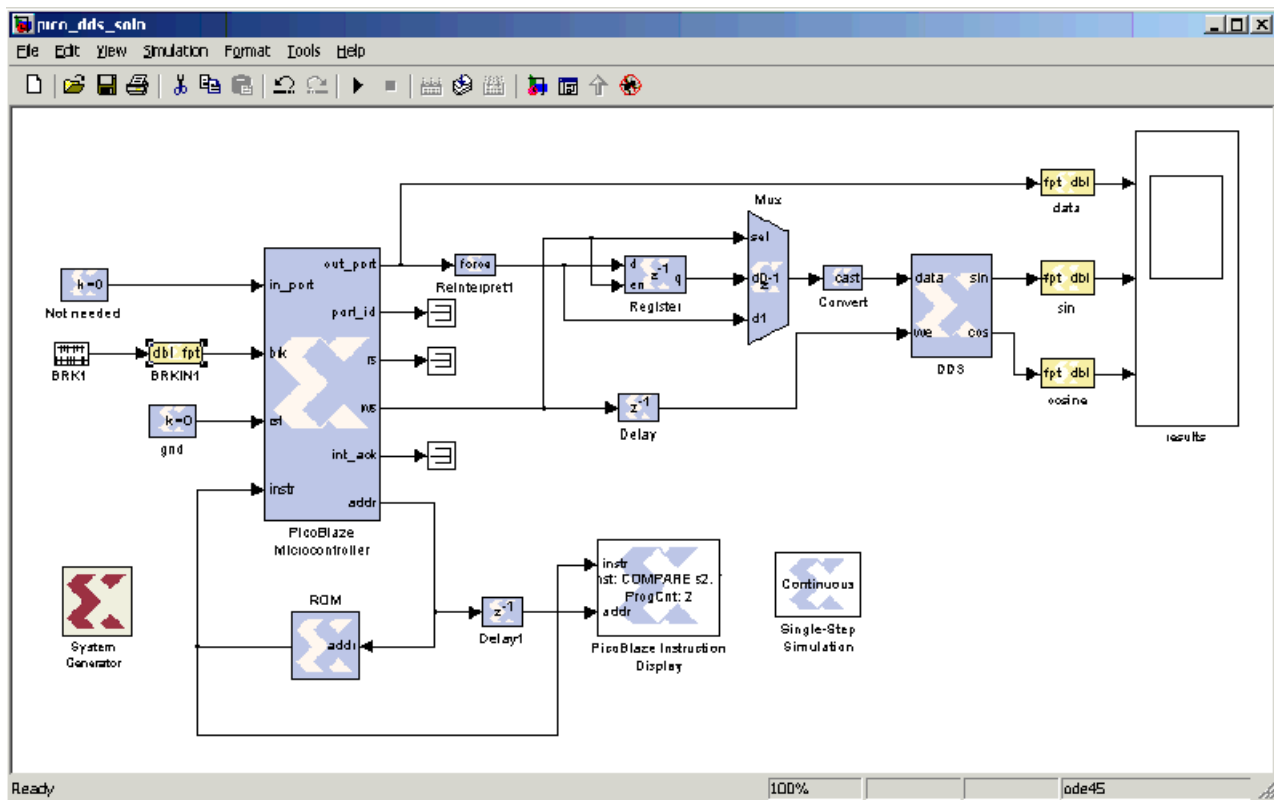 pico_dds_soln
File Edit View Simulation Format Tools Help
Mux
fpt dbl
data
out_port
force
Reinterpret1
d
en
z-1
q
Register
sel
d0
z-1
d1
cast
Convert
data
we
sin
cos
DDS
fpt dbl
sin
fpt dbl
cosine
results
k=0
Not needed
in_port
port_id
BRK1
dbl fpt
BRKIN1
brk
rs
k=0
gnd
rst
ws
z-1
Delay
int_ack
instr
addr
PicoBlaze
Microcontroller
System
Generator
ROM
addr
z-1
Delay1
instr
nst: COMPARE s2.
ProgCnt: 2
addr
PicoBlaze Instruction
Display
Continuous
Single-Step
Simulation
Ready
100%
ode45